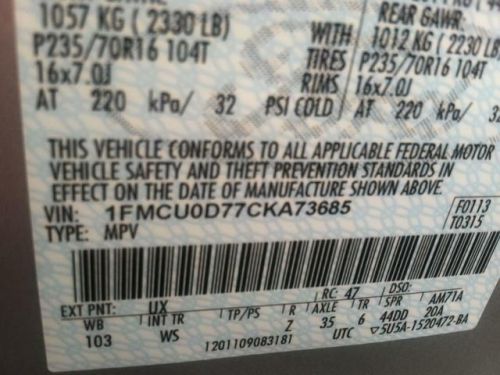 1057 KG ( 2330 LB)
P235/70R16 104T
16x7.0J
AT 220 kPa/ 32 PSI COLD
REAR GAWR:
WITH 1012 KG ( 2230 LB
TIRES P235/70R16 104T
RIMS 16x7.0J
AT 220 kPa/ 32
THIS VEHICLE CONFORMS TO ALL APPLICABLE FEDERAL MOTOR
VEHICLE SAFETY AND THEFT PREVENTION STANDARDS IN
EFFECT ON THE DATE OF MANUFACTURE SHOWN ABOVE.
VIN: 1FMCU0D77CKA73685 F0113
TYPE: MPV T0315
EXT PNT: UX RC: 47 DSO:
WB INT TR TP/PS R AXLE TR SPR AM71A
103 WS Z 35 6 44DD 20A
1201109083181 UTC ▽5U5A-1520472-BA